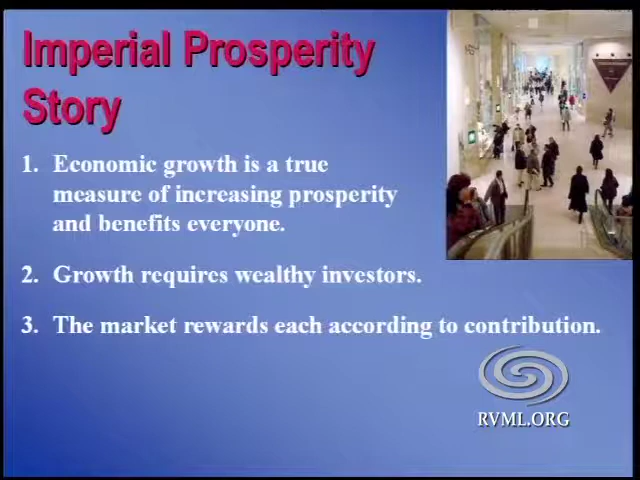 Imperial Prosperity
Story
1. Economic growth is a true
measure of increasing prosperity
and benefits everyone.
2. Growth requires wealthy investors.
3. The market rewards each according to contribution.
RVML.ORG